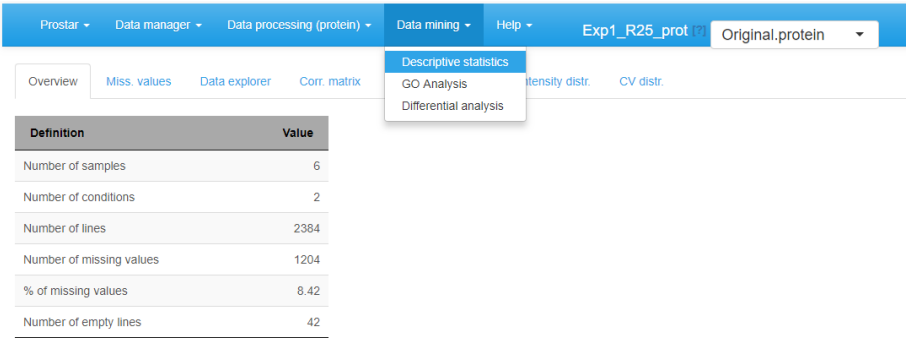 Prostar Data manager Data processing (protein) Data mining Help Exp1_R25_prot [?] Original.protein
Descriptive statistics
GO Analysis
Differential analysis
Overview Miss. values Data explorer Corr. matrix tensity distr. CV distr.
Definition Value
Number of samples 6
Number of conditions 2
Number of lines 2384
Number of missing values 1204
% of missing values 8.42
Number of empty lines 42